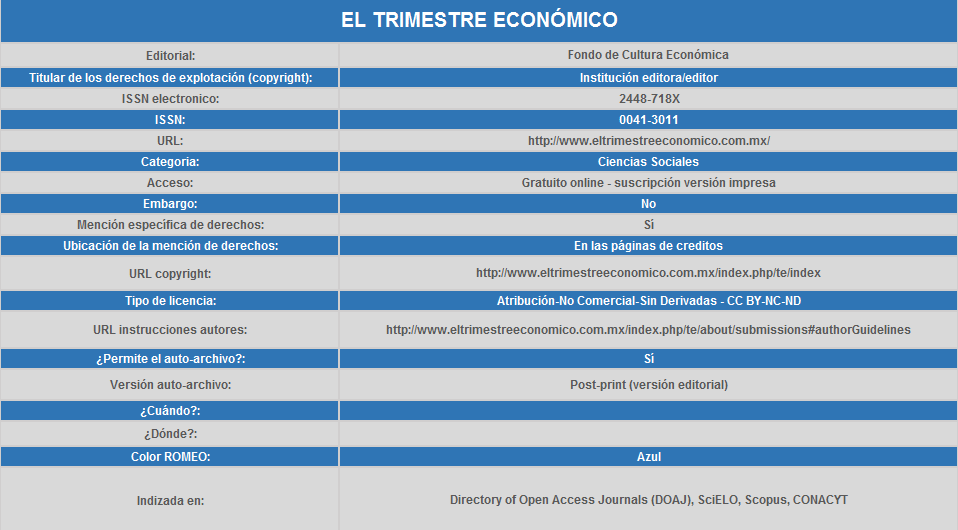 EL TRIMESTRE ECONÓMICO
Editorial: Fondo de Cultura Económica
Titular de los derechos de explotación (copyright): Institución editora/editor
ISSN electronico: 2448-718X
ISSN: 0041-3011
URL: http://www.eltrimestreeconomico.com.mx/
Categoria: Ciencias Sociales
Acceso: Gratuito online - suscripción versión impresa
Embargo: No
Mención específica de derechos: Sì
Ubicación de la mención de derechos: En las páginas de creditos
URL copyright: http://www.eltrimestreeconomico.com.mx/index.php/te/index
Tipo de licencia: Atribución-No Comercial-Sin Derivadas - CC BY-NC-ND
URL instrucciones autores: http://www.eltrimestreeconomico.com.mx/index.php/te/about/submissions#authorGuidelines
¿Permite el auto-archivo?: Sí
Versión auto-archivo: Post-print (versión editorial)
¿Cuándo?:
¿Dónde?:
Color ROMEO: Azul
Indizada en: Directory of Open Access Journals (DOAJ), SciELO, Scopus, CONACYT